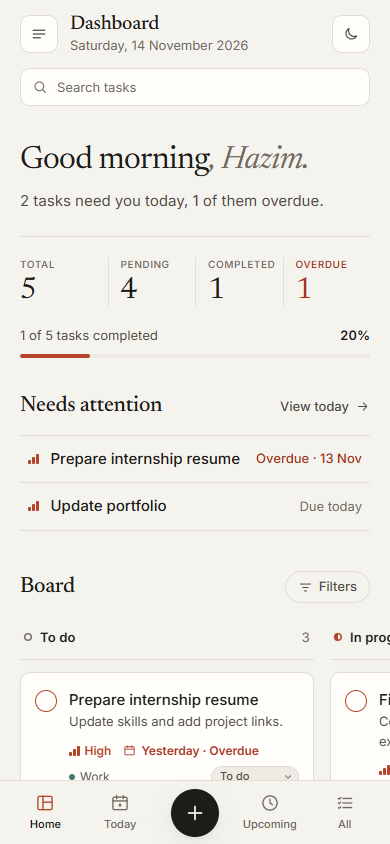 Dashboard
Saturday, 14 November 2026
Search tasks
Good morning, Hazim.
2 tasks need you today, 1 of them overdue.
TOTAL PENDING COMPLETED OVERDUE
5 4 1 1
1 of 5 tasks completed 20%
Needs attention View today →
Prepare internship resume Overdue · 13 Nov
Update portfolio Due today
Board Filters
To do 3 In prog
Prepare internship resume Fi
Update skills and add project links.
High Yesterday · Overdue ex
Work To do
Home Today Upcoming All